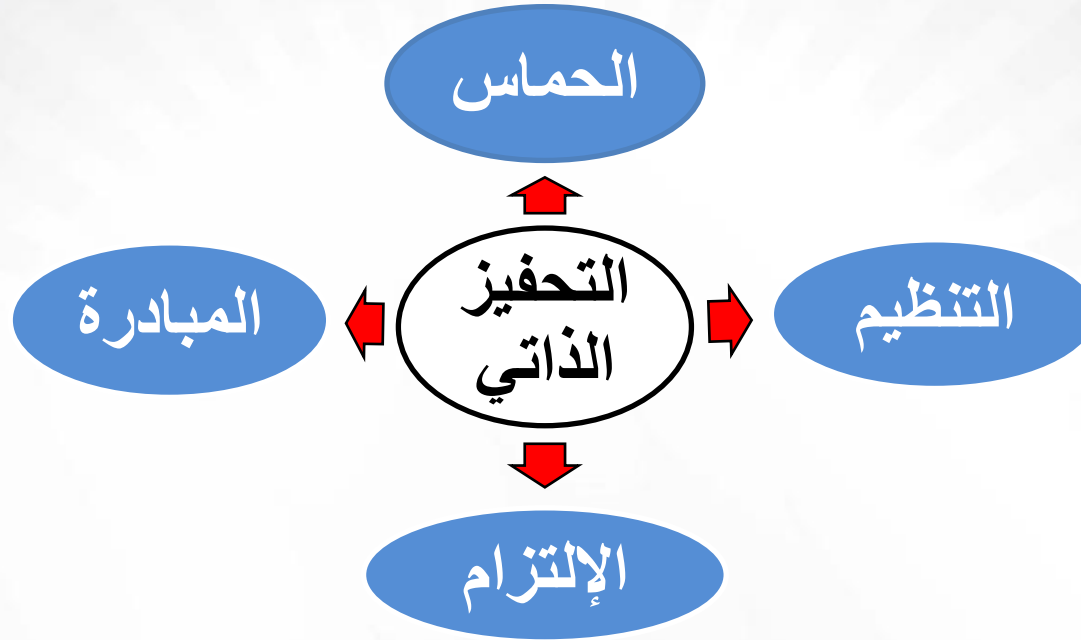 الحماس
التحفيز
الذاتي
التنظيم
المبادرة
الإلتزام